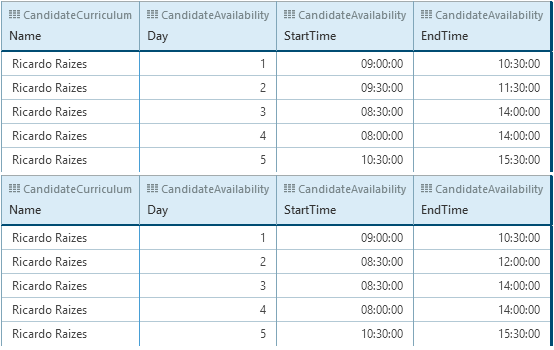 CandidateCurriculum CandidateAvailability CandidateAvailability CandidateAvailability
Name Day StartTime EndTime
Ricardo Raizes 1 09:00:00 10:30:00
Ricardo Raizes 2 09:30:00 11:30:00
Ricardo Raizes 3 08:30:00 14:00:00
Ricardo Raizes 4 08:00:00 14:00:00
Ricardo Raizes 5 10:30:00 15:30:00
CandidateCurriculum CandidateAvailability CandidateAvailability CandidateAvailability
Name Day StartTime EndTime
Ricardo Raizes 1 09:00:00 10:30:00
Ricardo Raizes 2 08:30:00 12:00:00
Ricardo Raizes 3 08:30:00 14:00:00
Ricardo Raizes 4 08:00:00 14:00:00
Ricardo Raizes 5 10:30:00 15:30:00